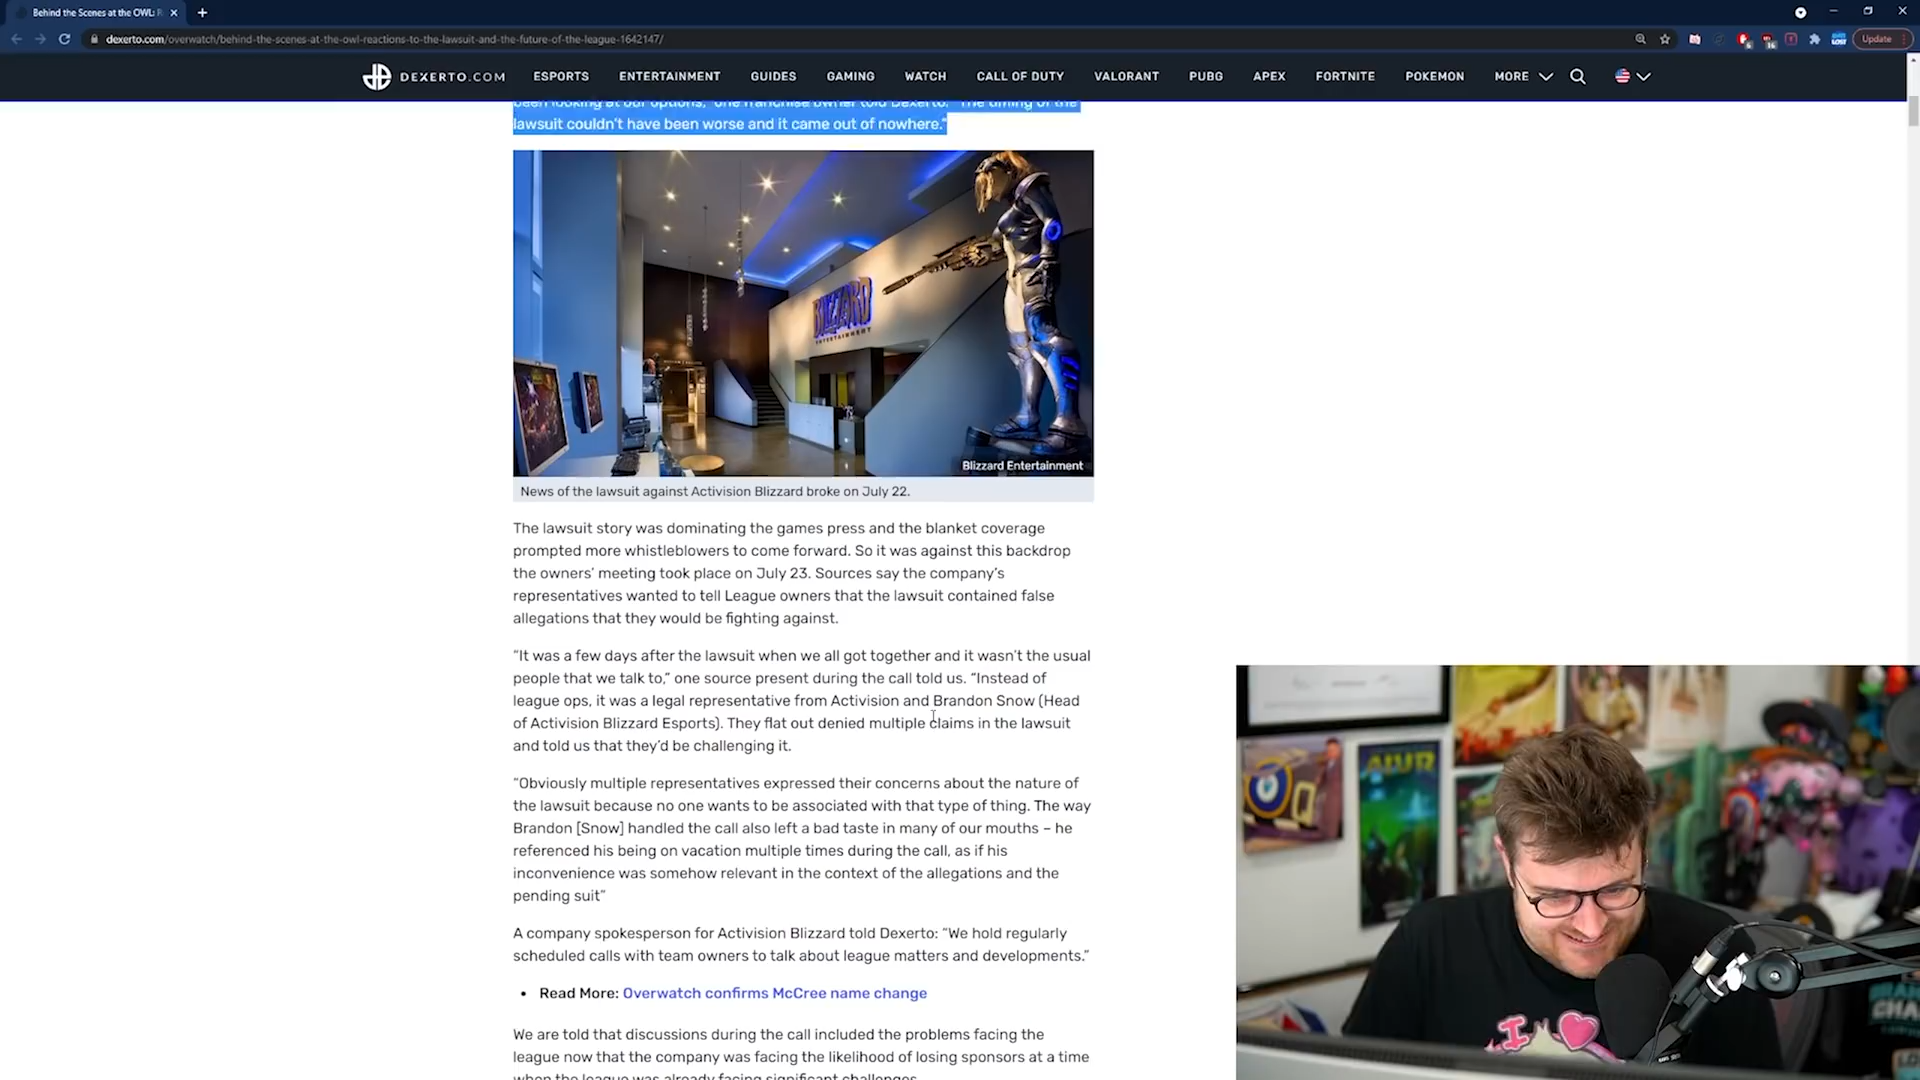 Behind the Scenes at the OWL: R
dexerto.com/overwatch/behind-the-scenes-at-the-owl-reactions-to-the-lawsuit-and-the-future-of-the-league-1642147/
Update
DEXERTO.COM
ESPORTS
ENTERTAINMENT
GUIDES
GAMING
WATCH
CALL OF DUTY
VALORANT
PUBG
APEX
FORTNITE
POKEMON
MORE
been looking at our options," one franchise owner told Dexerto. "The timing of the
lawsuit couldn't have been worse and it came out of nowhere."
BLIZZARD
ENTERTAINMENT
Blizzard Entertainment
News of the lawsuit against Activision Blizzard broke on July 22.
The lawsuit story was dominating the games press and the blanket coverage
prompted more whistleblowers to come forward. So it was against this backdrop
the owners' meeting took place on July 23. Sources say the company's
representatives wanted to tell League owners that the lawsuit contained false
allegations that they would be fighting against.
"It was a few days after the lawsuit when we all got together and it wasn't the usual
people that we talk to," one source present during the call told us. "Instead of
league ops, it was a legal representative from Activision and Brandon Snow (Head
of Activision Blizzard Esports). They flat out denied multiple claims in the lawsuit
and told us that they'd be challenging it.
"Obviously multiple representatives expressed their concerns about the nature of
the lawsuit because no one wants to be associated with that type of thing. The way
Brandon [Snow] handled the call also left a bad taste in many of our mouths – he
referenced his being on vacation multiple times during the call, as if his
inconvenience was somehow relevant in the context of the allegations and the
pending suit"
A company spokesperson for Activision Blizzard told Dexerto: "We hold regularly
scheduled calls with team owners to talk about league matters and developments."
• Read More: Overwatch confirms McCree name change
We are told that discussions during the call included the problems facing the
league now that the company was facing the likelihood of losing sponsors at a time
when the league was already facing significant challenges.
I